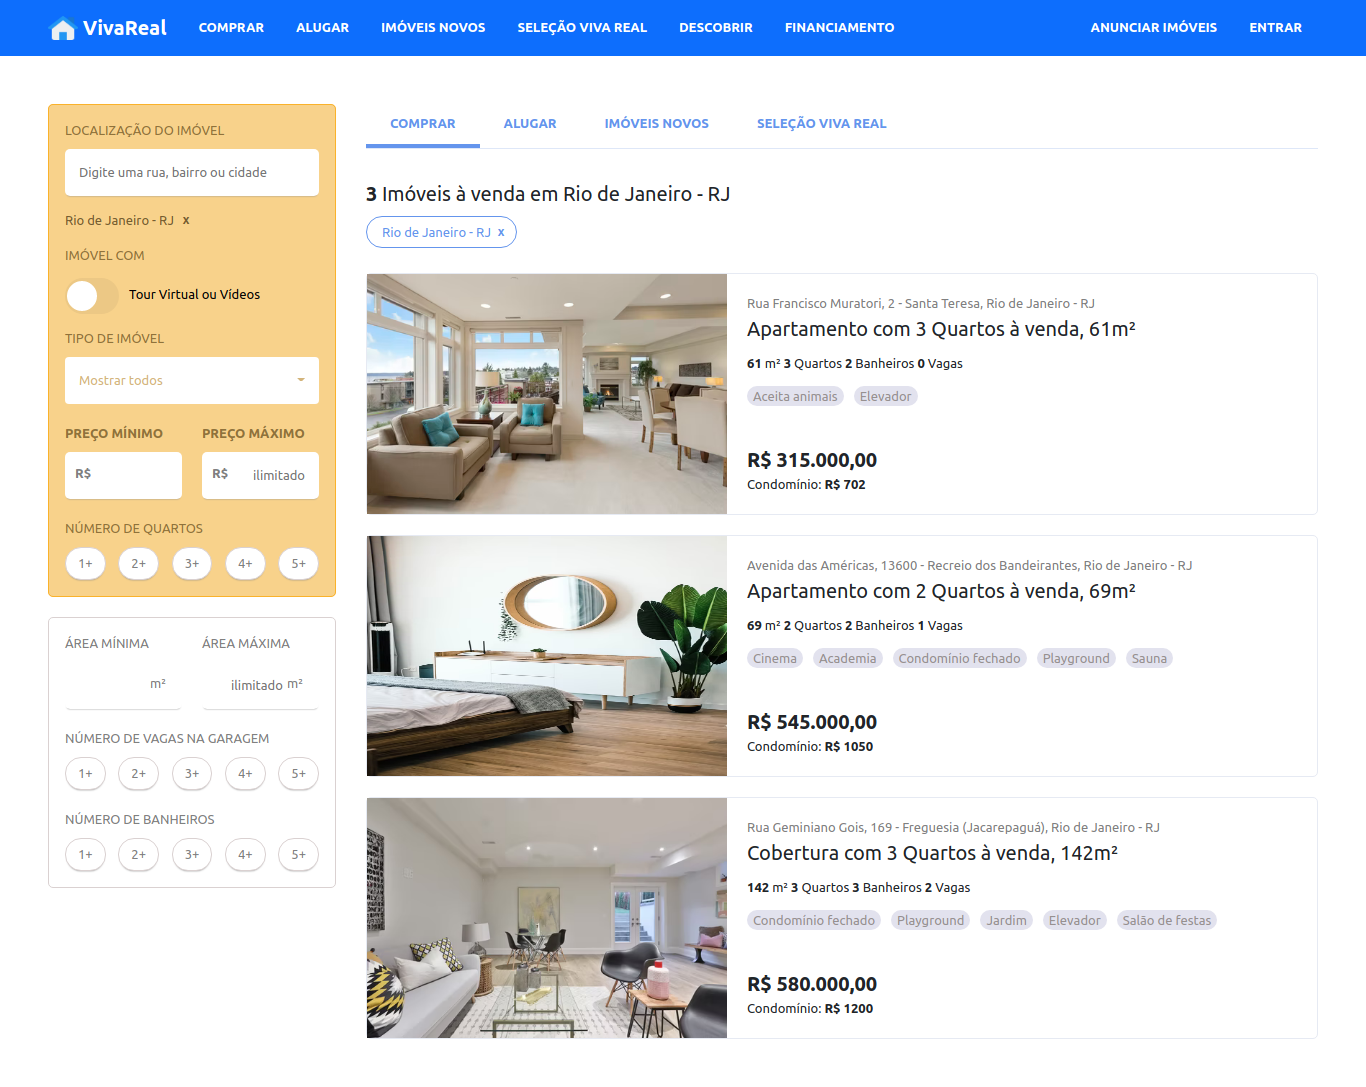 VivaReal COMPRAR ALUGAR IMÓVEIS NOVOS SELEÇÃO VIVA REAL DESCOBRIR FINANCIAMENTO ANUNCIAR IMÓVEIS ENTRAR
LOCALIZAÇÃO DO IMÓVEL
Digite uma rua, bairro ou cidade
Rio de Janeiro - RJ x
IMÓVEL COM
Tour Virtual ou Vídeos
TIPO DE IMÓVEL
Mostrar todos
PREÇO MÍNIMO PREÇO MÁXIMO
R$ R$ ilimitado
NÚMERO DE QUARTOS
1+ 2+ 3+ 4+ 5+
ÁREA MÍNIMA ÁREA MÁXIMA
m² ilimitado m²
NÚMERO DE VAGAS NA GARAGEM
1+ 2+ 3+ 4+ 5+
NÚMERO DE BANHEIROS
1+ 2+ 3+ 4+ 5+
COMPRAR ALUGAR IMÓVEIS NOVOS SELEÇÃO VIVA REAL
3 Imóveis à venda em Rio de Janeiro - RJ
Rio de Janeiro - RJ x
Rua Francisco Muratori, 2 - Santa Teresa, Rio de Janeiro - RJ
Apartamento com 3 Quartos à venda, 61m²
61 m² 3 Quartos 2 Banheiros 0 Vagas
Aceita animais Elevador
R$ 315.000,00
Condomínio: R$ 702
Avenida das Américas, 13600 - Recreio dos Bandeirantes, Rio de Janeiro - RJ
Apartamento com 2 Quartos à venda, 69m²
69 m² 2 Quartos 2 Banheiros 1 Vagas
Cinema Academia Condomínio fechado Playground Sauna
R$ 545.000,00
Condomínio: R$ 1050
Rua Geminiano Gois, 169 - Freguesia (Jacarepaguá), Rio de Janeiro - RJ
Cobertura com 3 Quartos à venda, 142m²
142 m² 3 Quartos 3 Banheiros 2 Vagas
Condomínio fechado Playground Jardim Elevador Salão de festas
R$ 580.000,00
Condomínio: R$ 1200